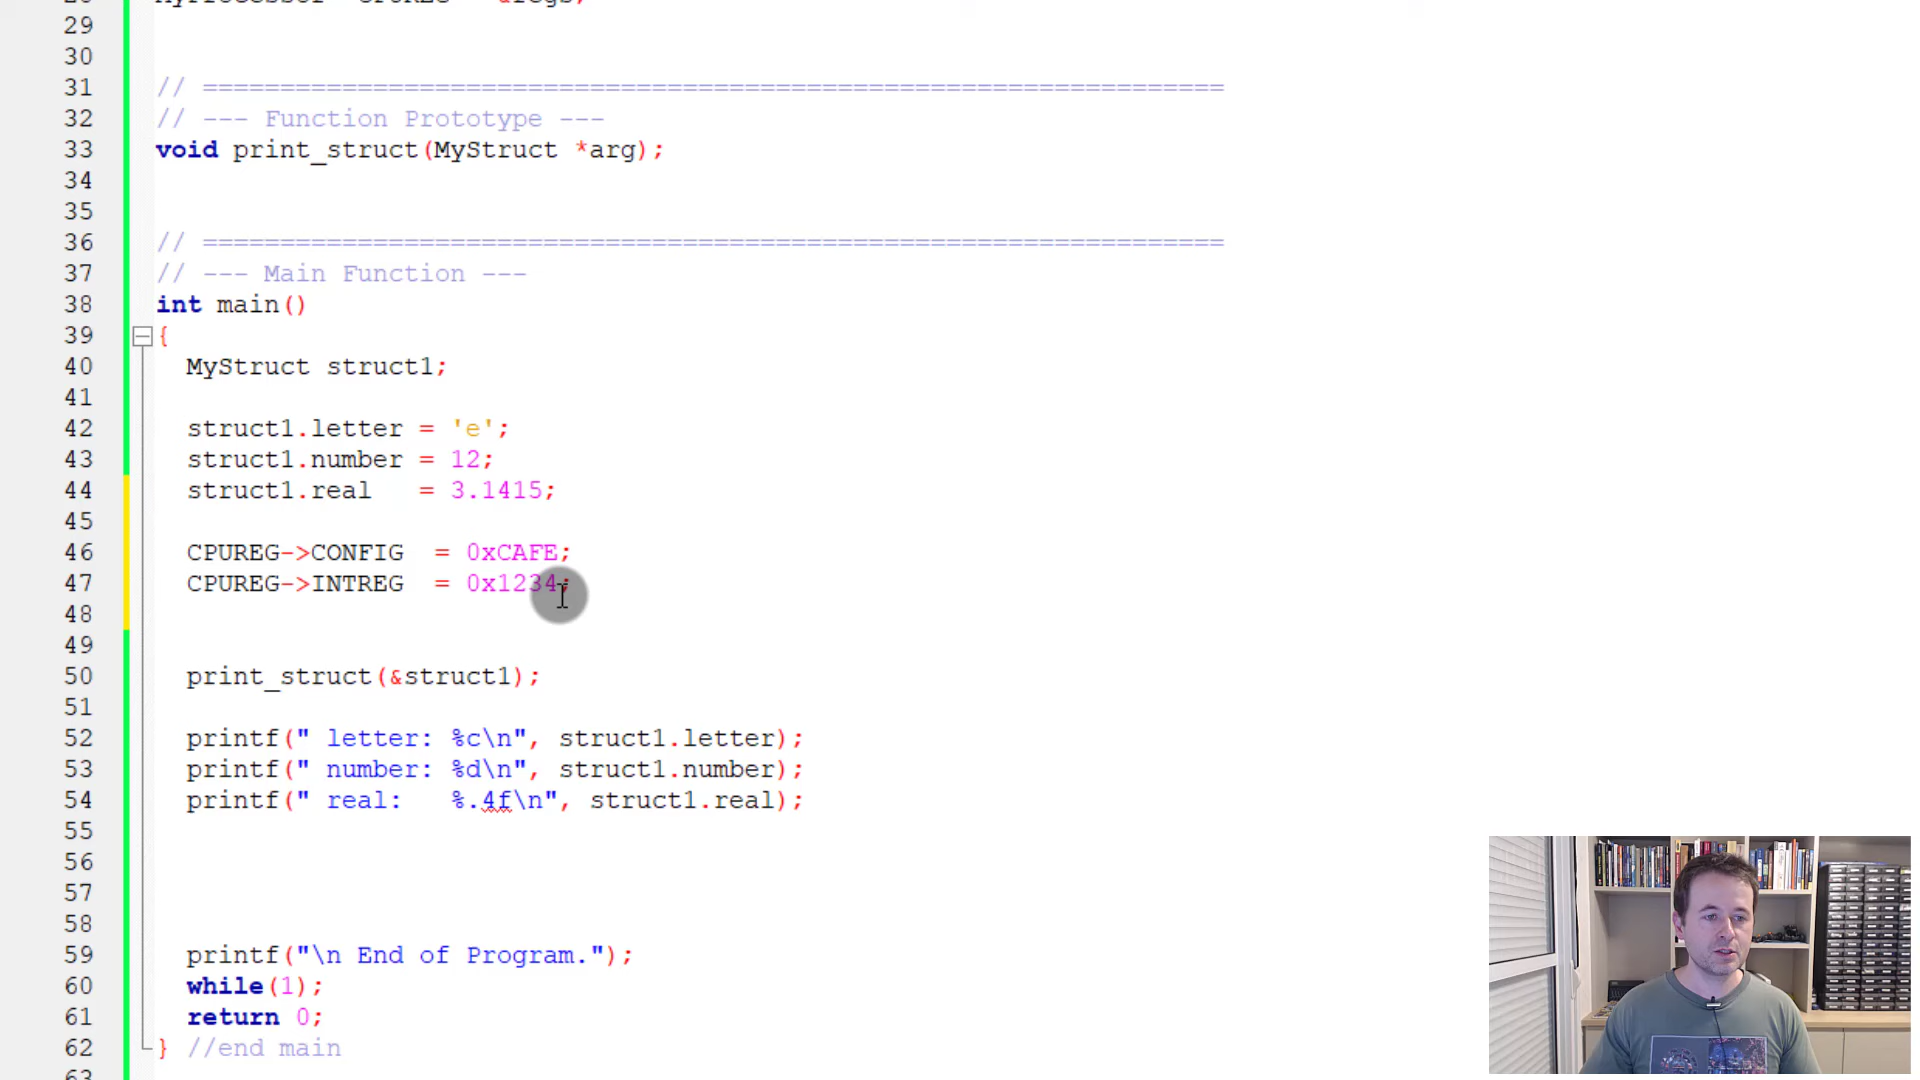 29
30
31 // ==================================================================
32 // --- Function Prototype ---
33 void print_struct(MyStruct *arg);
34
35
36 // ==================================================================
37 // --- Main Function ---
38 int main()
39 {
40 MyStruct struct1;
41
42 struct1.letter = 'e';
43 struct1.number = 12;
44 struct1.real   = 3.1415;
45
46 CPUREG->CONFIG  = 0xCAFE;
47 CPUREG->INTREG  = 0x1234;
48
49
50 print_struct(&struct1);
51
52 printf(" letter: %c\n", struct1.letter);
53 printf(" number: %d\n", struct1.number);
54 printf(" real:   %.4f\n", struct1.real);
55
56
57
58
59 printf("\n End of Program.");
60 while(1);
61 return 0;
62 } //end main
63